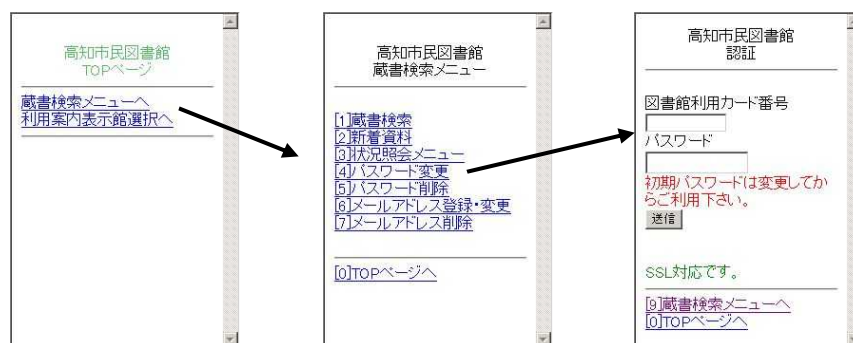 高知市民図書館
TOPページ
蔵書検索メニューへ
利用案内表示館選択へ
高知市民図書館
蔵書検索メニュー
[1]蔵書検索
[2]新着資料
[3]状況照会メニュー
[4]パスワード変更
[5]パスワード削除
[6]メールアドレス登録・変更
[7]メールアドレス削除
[0]TOPページへ
高知市民図書館
認証
図書館利用カード番号
パスワード
初期パスワードは変更してか
らご利用下さい。
送信
SSL対応です。
[9]蔵書検索メニューへ
[0]TOPページへ